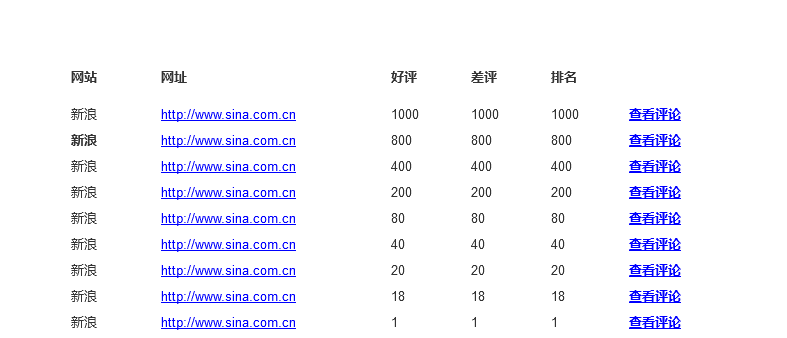 网站 网址 好评 差评 排名
新浪 http://www.sina.com.cn 1000 1000 1000 查看评论
新浪 http://www.sina.com.cn 800 800 800 查看评论
新浪 http://www.sina.com.cn 400 400 400 查看评论
新浪 http://www.sina.com.cn 200 200 200 查看评论
新浪 http://www.sina.com.cn 80 80 80 查看评论
新浪 http://www.sina.com.cn 40 40 40 查看评论
新浪 http://www.sina.com.cn 20 20 20 查看评论
新浪 http://www.sina.com.cn 18 18 18 查看评论
新浪 http://www.sina.com.cn 1 1 1 查看评论